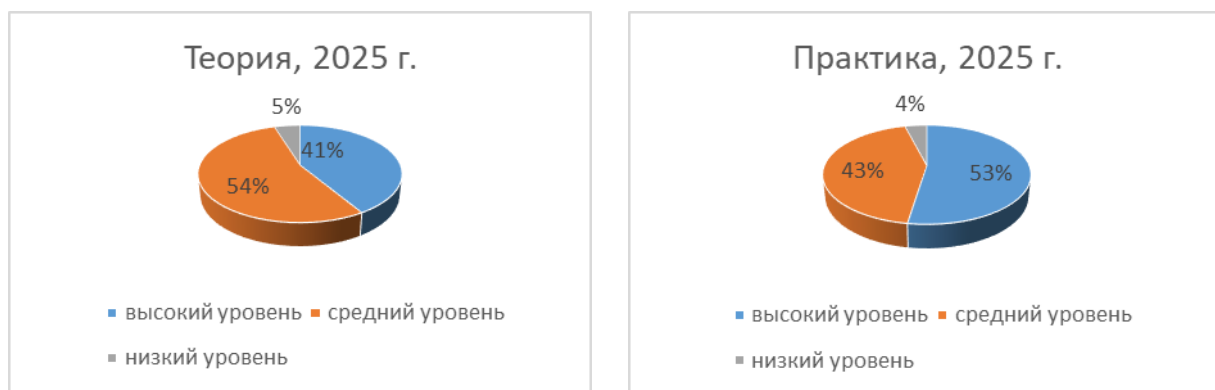 Теория, 2025 г.
5%
41%
54%
высокий уровень средний уровень
низкий уровень
Практика, 2025 г.
4%
43%
53%
высокий уровень средний уровень
низкий уровень